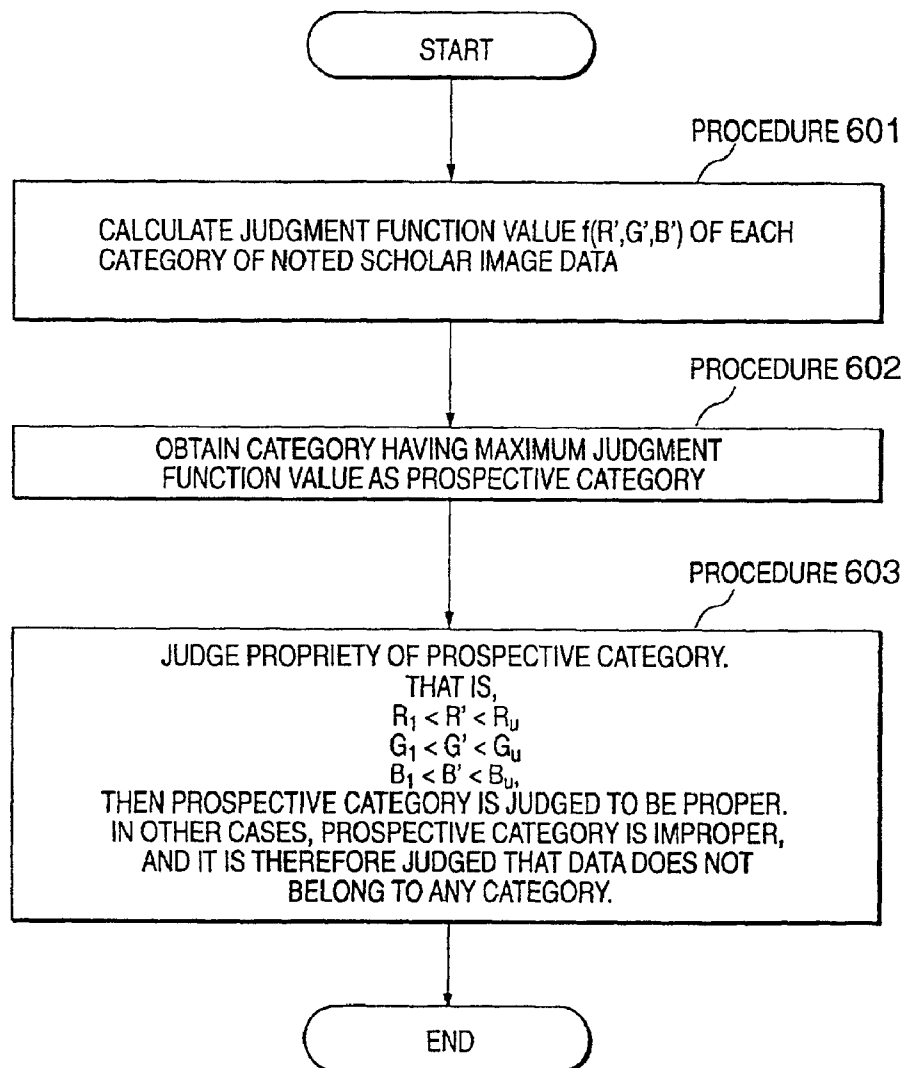 START
PROCEDURE 601
CALCULATE JUDGMENT FUNCTION VALUE f(R',G',B') OF EACH
CATEGORY OF NOTED SCHOLAR IMAGE DATA
PROCEDURE 602
OBTAIN CATEGORY HAVING MAXIMUM JUDGMENT
FUNCTION VALUE AS PROSPECTIVE CATEGORY
PROCEDURE 603
JUDGE PROPRIETY OF PROSPECTIVE CATEGORY.
THAT IS,
R₁ < R' < Rᵤ
G₁ < G' < Gᵤ
B₁ < B' < Bᵤ,
THEN PROSPECTIVE CATEGORY IS JUDGED TO BE PROPER.
IN OTHER CASES, PROSPECTIVE CATEGORY IS IMPROPER,
AND IT IS THEREFORE JUDGED THAT DATA DOES NOT
BELONG TO ANY CATEGORY.
END